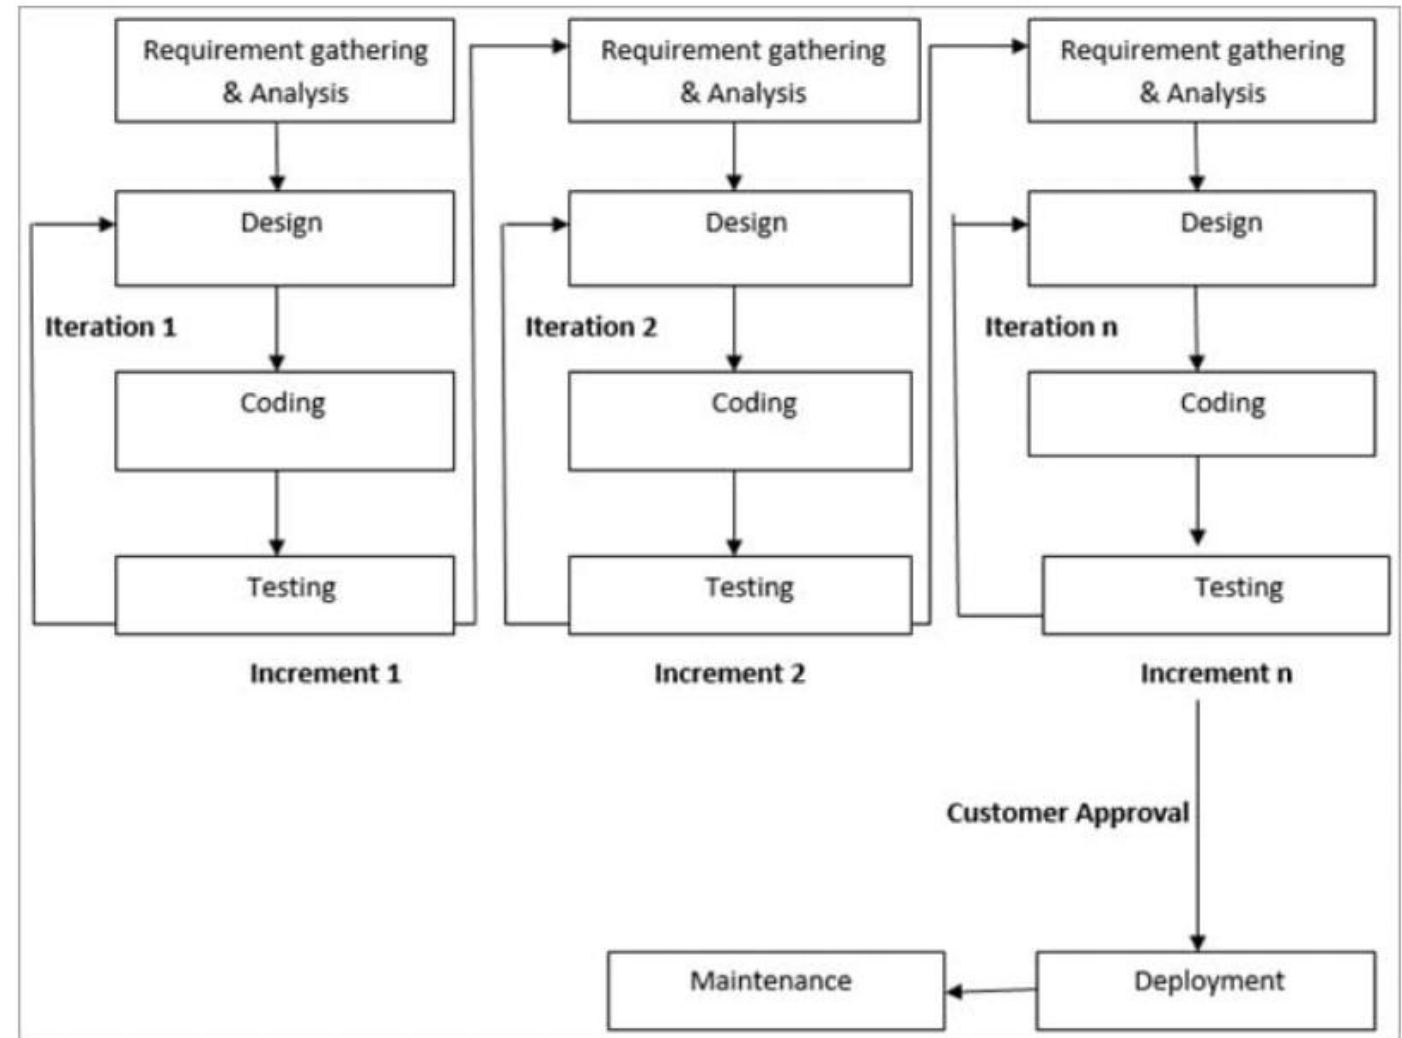 Requirement gathering
& Analysis
Requirement gathering
& Analysis
Requirement gathering
& Analysis
Design
Design
Design
Iteration 1
Iteration 2
Iteration n
Coding
Coding
Coding
Testing
Testing
Testing
Increment 1
Increment 2
Increment n
Customer Approval
Maintenance
Deployment